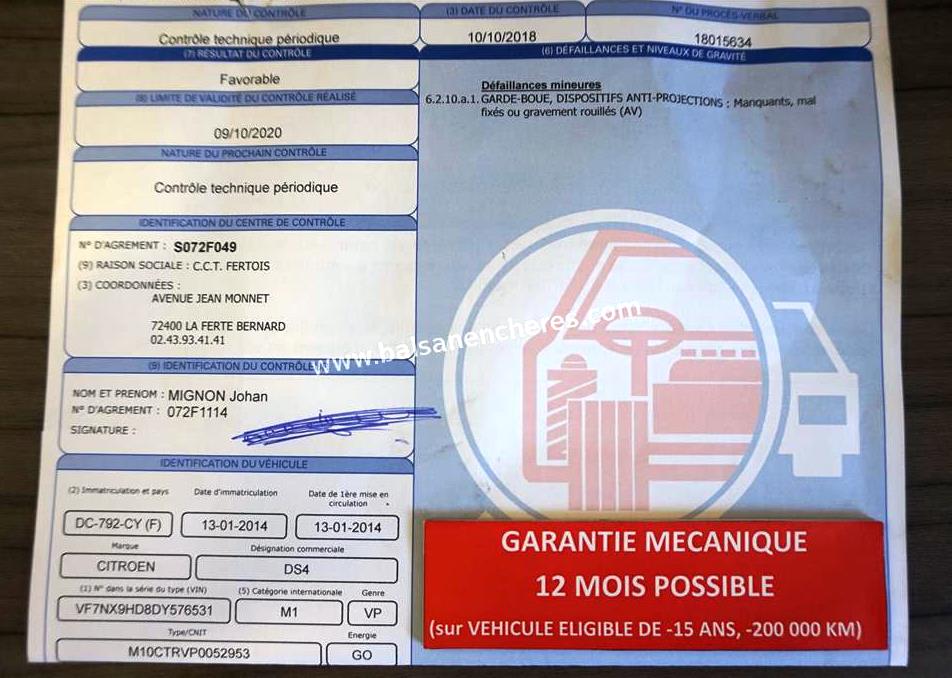 NATURE DU CONTRÔLE
Contrôle technique périodique
(3) DATE DU CONTRÔLE
10/10/2018
N° DU PROCÈS-VERBAL
18015634
(7) RÉSULTAT DU CONTRÔLE
Favorable
(8) LIMITE DE VALIDITÉ DU CONTRÔLE RÉALISÉ
09/10/2020
NATURE DU PROCHAIN CONTRÔLE
Contrôle technique périodique
IDENTIFICATION DU CENTRE DE CONTRÔLE
N° D'AGREMENT : S072F049
(9) RAISON SOCIALE : C.C.T. FERTOIS
(3) COORDONNÉES :
AVENUE JEAN MONNET
72400 LA FERTE BERNARD
02.43.93.41.41
(9) IDENTIFICATION DU CONTRÔLEUR
NOM ET PRENOM : MIGNON Johan
N° D'AGREMENT : 072F1114
SIGNATURE :
IDENTIFICATION DU VÉHICULE
(2) Immatriculation et pays
DC-792-CY (F)
Date d'immatriculation
13-01-2014
Date de 1ère mise en
circulation
13-01-2014
Marque
CITROEN
Désignation commerciale
DS4
(1) N° dans la série du type (VIN)
VF7NX9HD8DY576531
(5) Catégorie internationale
M1
Genre
VP
Type/CNIT
M10CTRVP0052953
Energie
GO
(6) DÉFAILLANCES ET NIVEAUX DE GRAVITÉ
Défaillances mineures
6.2.10.a.1. GARDE-BOUE, DISPOSITIFS ANTI-PROJECTIONS : Manquants, mal
fixés ou gravement rouillés (AV)
www.balsanencheres.com
GARANTIE MECANIQUE
12 MOIS POSSIBLE
(sur VEHICULE ELIGIBLE DE -15 ANS, -200 000 KM)